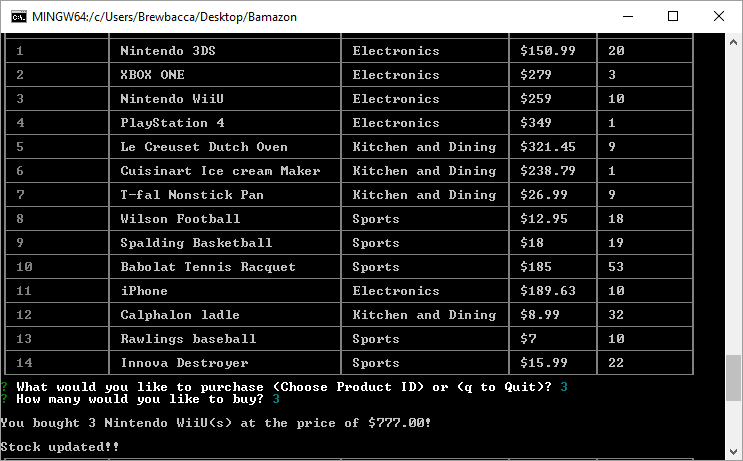 MINGW64:/c/Users/Brewbacca/Desktop/Bamazon
1 Nintendo 3DS Electronics $150.99 20
2 XBOX ONE Electronics $279 3
3 Nintendo WiiU Electronics $259 10
4 PlayStation 4 Electronics $349 1
5 Le Creuset Dutch Oven Kitchen and Dining $321.45 9
6 Cuisinart Ice cream Maker Kitchen and Dining $238.79 1
7 T-fal Nonstick Pan Kitchen and Dining $26.99 9
8 Wilson Football Sports $12.95 18
9 Spalding Basketball Sports $18 19
10 Babolat Tennis Racquet Sports $185 53
11 iPhone Electronics $189.63 10
12 Calphalon ladle Kitchen and Dining $8.99 32
13 Rawlings baseball Sports $7 10
14 Innova Destroyer Sports $15.99 22
? What would you like to purchase (Choose Product ID) or (q to Quit)? 3
? How many would you like to buy? 3
You bought 3 Nintendo WiiU(s) at the price of $777.00!
Stock updated!!